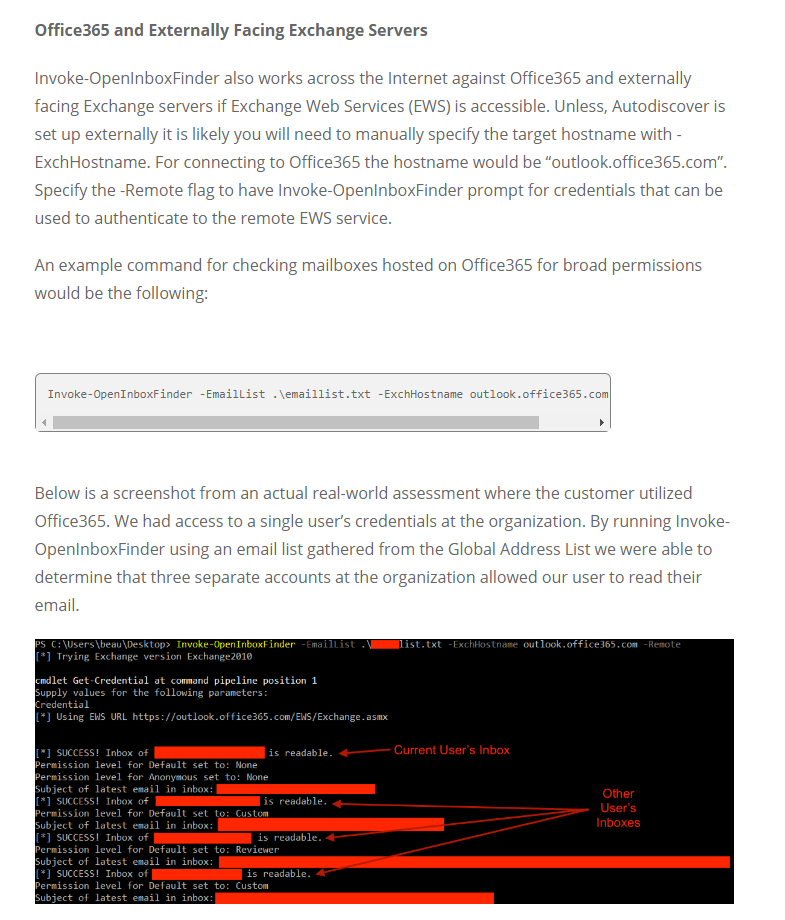 Office365 and Externally Facing Exchange Servers
Invoke-OpenInboxFinder also works across the Internet against Office365 and externally
facing Exchange servers if Exchange Web Services (EWS) is accessible. Unless, Autodiscover is
set up externally it is likely you will need to manually specify the target hostname with -
ExchHostname. For connecting to Office365 the hostname would be “outlook.office365.com”.
Specify the -Remote flag to have Invoke-OpenInboxFinder prompt for credentials that can be
used to authenticate to the remote EWS service.
An example command for checking mailboxes hosted on Office365 for broad permissions
would be the following:
Invoke-OpenInboxFinder -EmailList .\emaillist.txt -ExchHostname outlook.office365.com
Below is a screenshot from an actual real-world assessment where the customer utilized
Office365. We had access to a single user’s credentials at the organization. By running Invoke-
OpenInboxFinder using an email list gathered from the Global Address List we were able to
determine that three separate accounts at the organization allowed our user to read their
email.
PS C:\Users\beau\Desktop> Invoke-OpenInboxFinder -EmailList .\ list.txt -ExchHostname outlook.office365.com -Remote
[*] Trying Exchange version Exchange2010
cmdlet Get-Credential at command pipeline position 1
Supply values for the following parameters:
Credential
[*] Using EWS URL https://outlook.office365.com/EWS/Exchange.asmx
[*] SUCCESS! Inbox of is readable. Current User's Inbox
Permission level for Default set to: None
Permission level for Anonymous set to: None
Subject of latest email in inbox:
[*] SUCCESS! Inbox of is readable.
Permission level for Default set to: Custom
Subject of latest email in inbox:
[*] SUCCESS! Inbox of is readable.
Permission level for Default set to: Reviewer
Subject of latest email in inbox:
[*] SUCCESS! Inbox of is readable.
Permission level for Default set to: Custom
Subject of latest email in inbox:
Other
User's
Inboxes